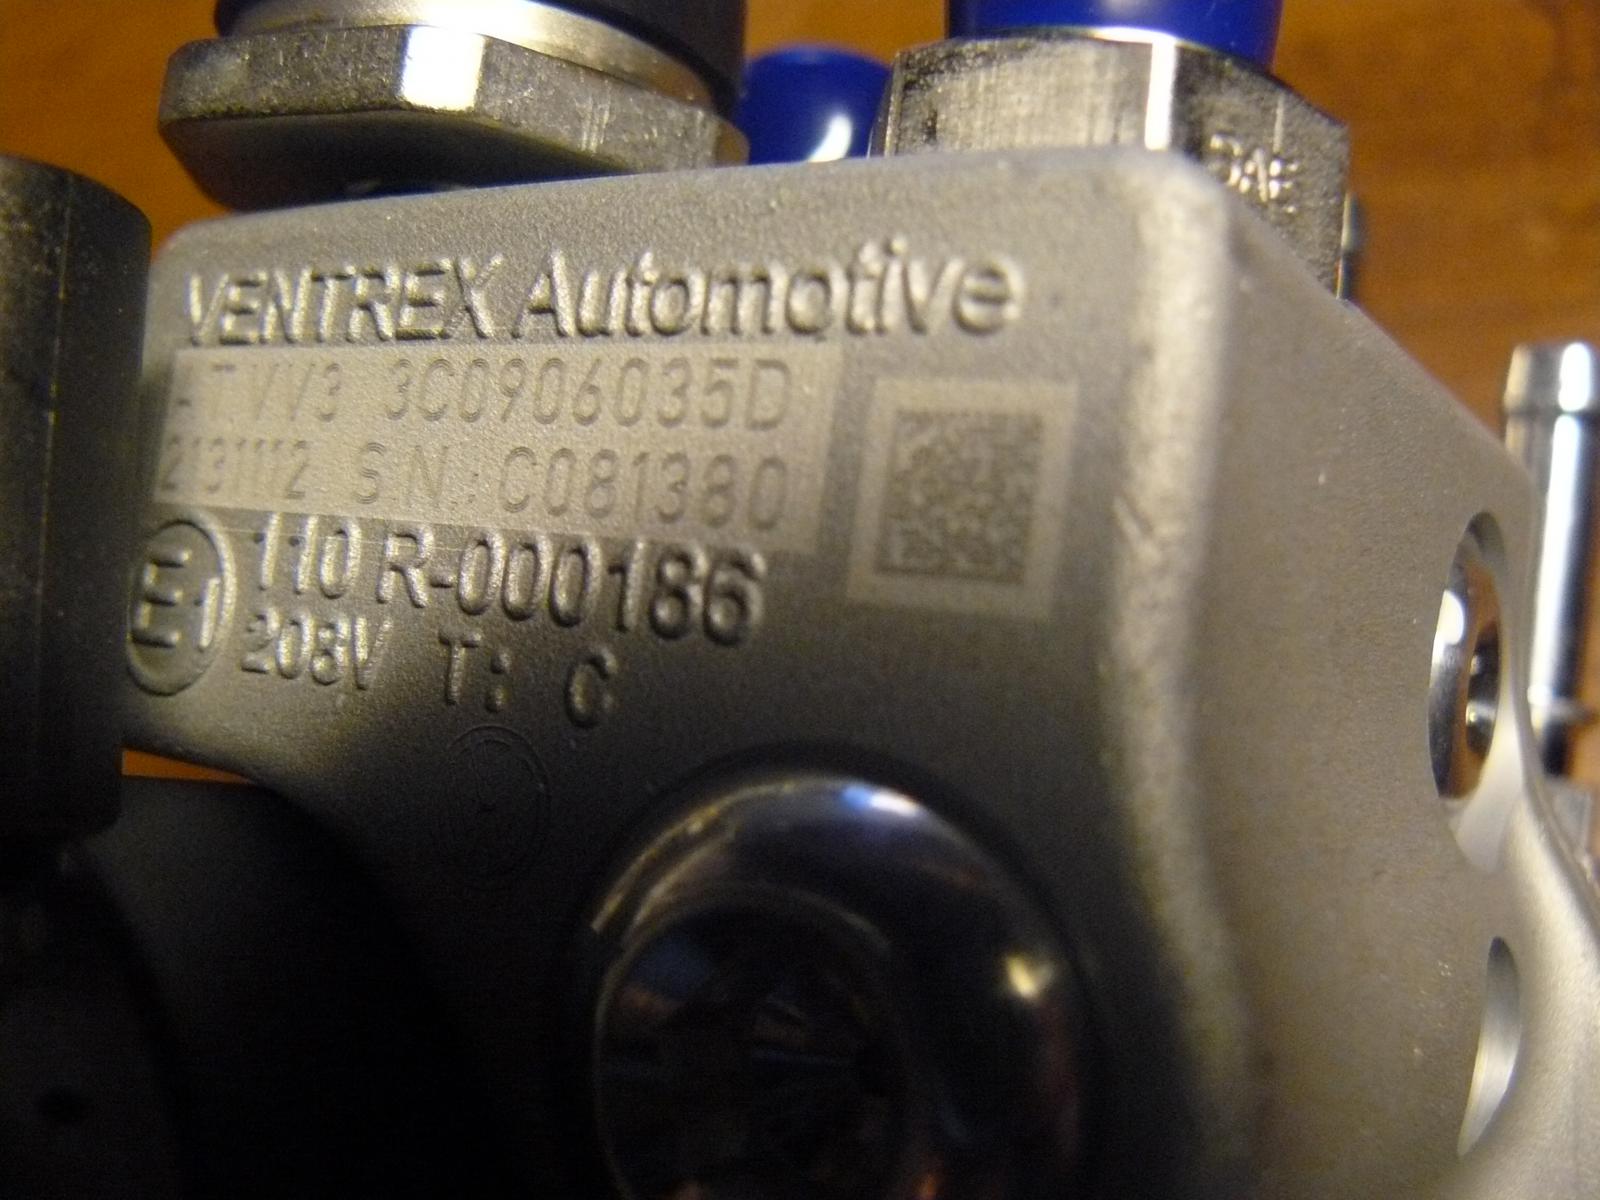 VENTREX Automotive
3C0906035D
S.N.: C081380
E1 110 R-000186
208V T: C